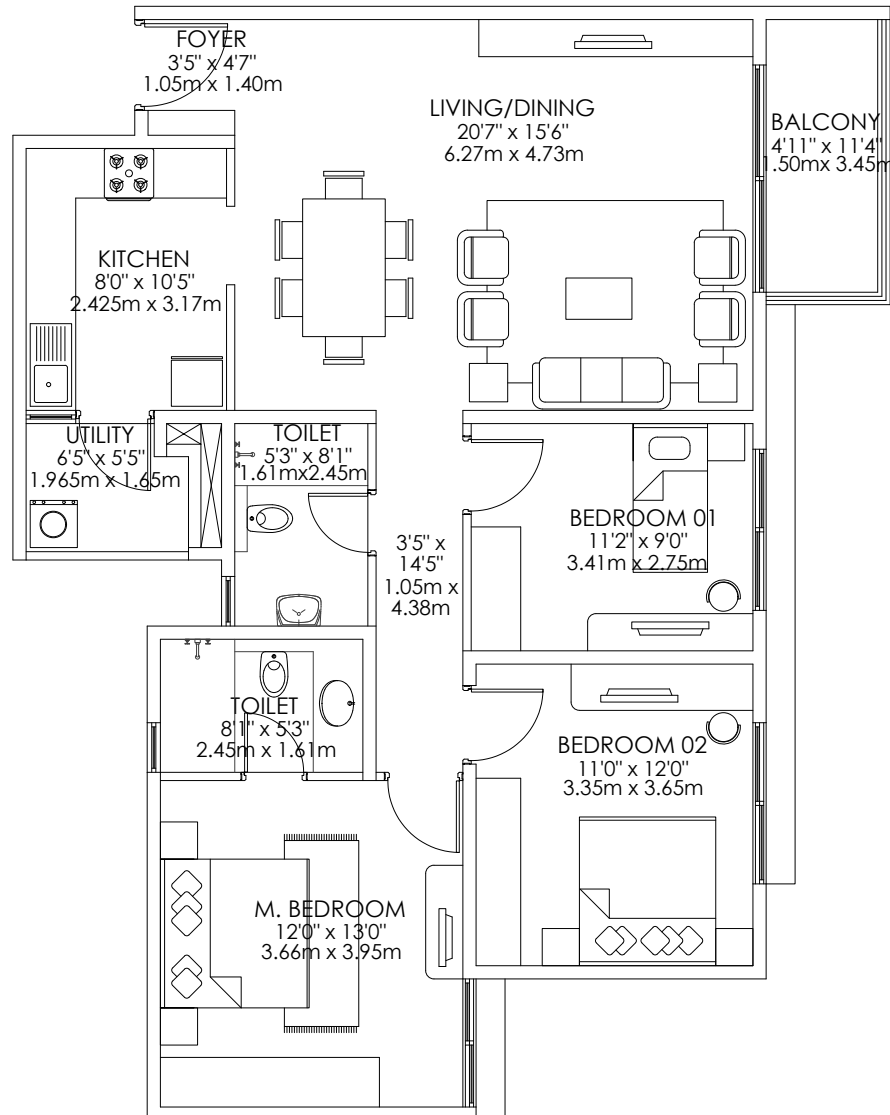 FOYER
3'5" x 4'7"
1.05m x 1.40m
LIVING/DINING
20'7" x 15'6"
6.27m x 4.73m
BALCONY
4'11" x 11'4"
1.50mx 3.45m
KITCHEN
8'0" x 10'5"
2.425m x 3.17m
UTILITY
6'5" x 5'5"
1.965m x 1.65m
TOILET
5'3" x 8'1"
1.61mx2.45m
3'5" x
14'5"
1.05m x
4.38m
BEDROOM 01
11'2" x 9'0"
3.41m x 2.75m
TOILET
8'1" x 5'3"
2.45m x 1.61m
BEDROOM 02
11'0" x 12'0"
3.35m x 3.65m
M. BEDROOM
12'0" x 13'0"
3.66m x 3.95m